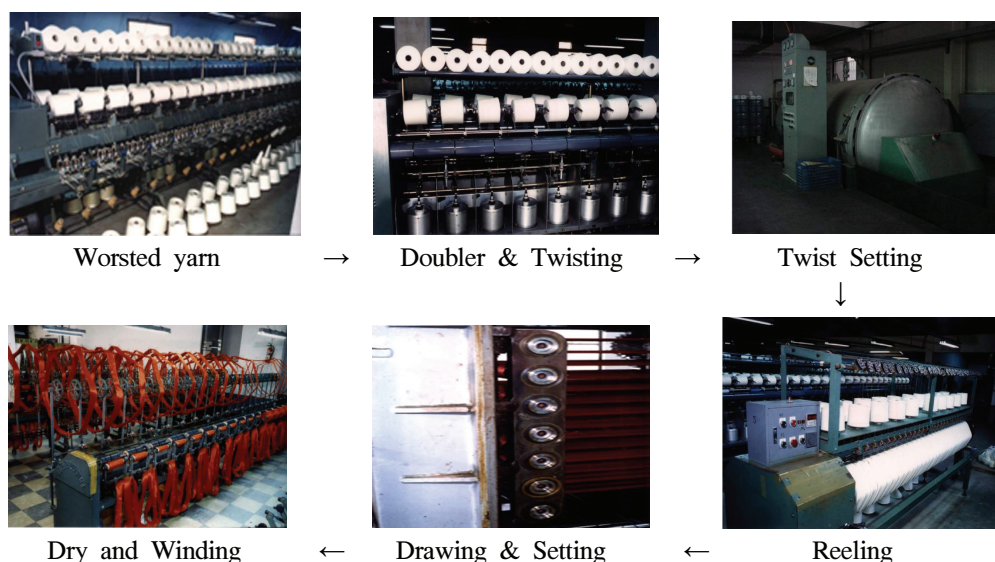 Worsted yarn → Doubler & Twisting → Twist Setting
↓
Dry and Winding ← Drawing & Setting ← Reeling